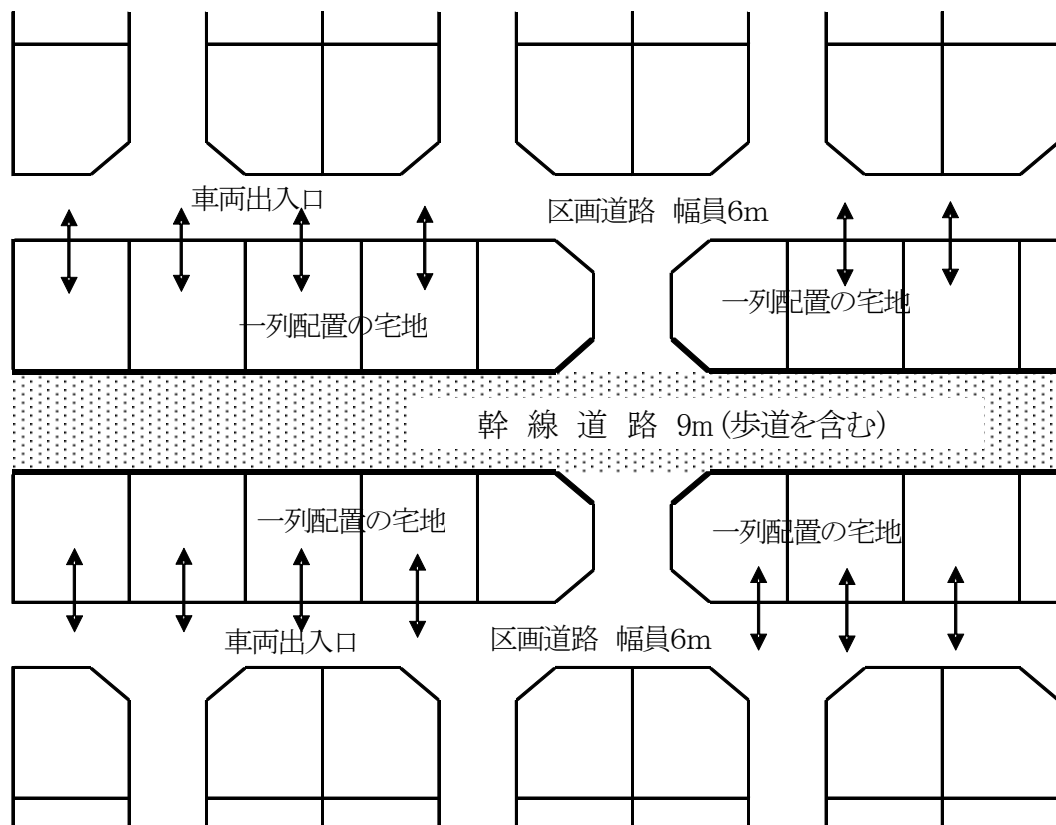 車両出入口
区画道路 幅員6m
一列配置の宅地
一列配置の宅地
幹線道路 9m(歩道を含む)
一列配置の宅地
一列配置の宅地
車両出入口
区画道路 幅員6m